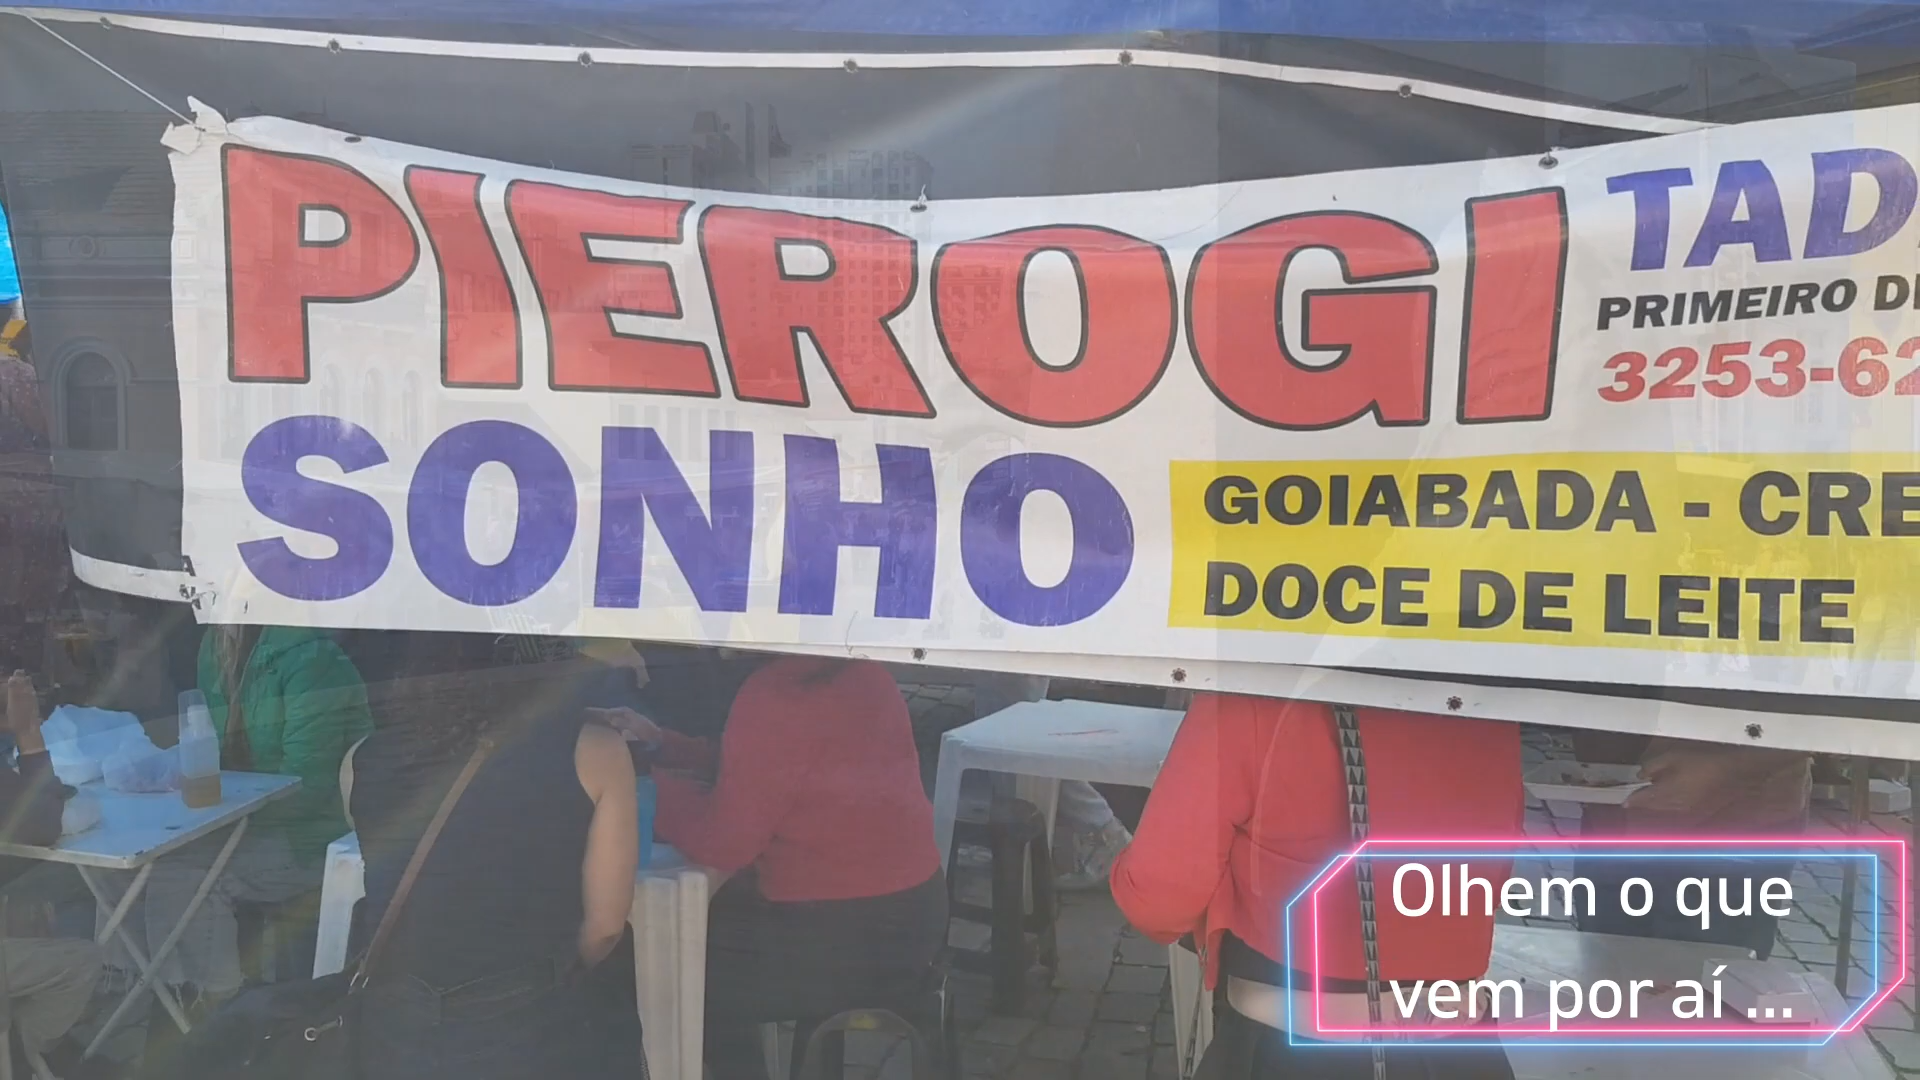 PIEROGI
SONHO
TAD
PRIMEIRO
3253-62
GOIABADA - CRE
DOCE DE LEITE
Olhem o que
vem por aí ...